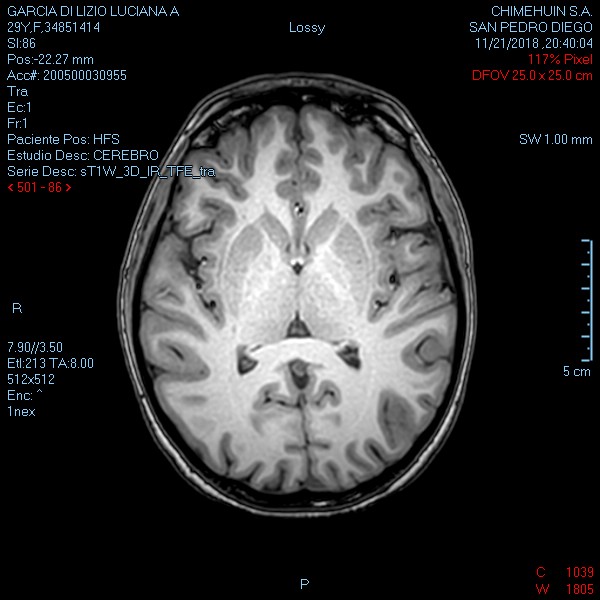 GARCIA DI LIZIO LUCIANA A
29Y,F,34851414
Sl:86
Pos:-22.27 mm
Acc#: 200500030955
Tra
Ec:1
Fr:1
Paciente Pos: HFS
Estudio Desc: CEREBRO
Serie Desc: sT1W_3D_IR_TFE_tra
< 501 - 86 >
Lossy
CHIMEHUIN S.A.
SAN PEDRO DIEGO
11/21/2018 ,20:40:04
117% Pixel
DFOV 25.0 x 25.0 cm
SW 1.00 mm
R
7.90//3.50
Etl:213 TA:8.00
512x512
Enc: ^
1nex
5 cm
P
C 1039
W 1805